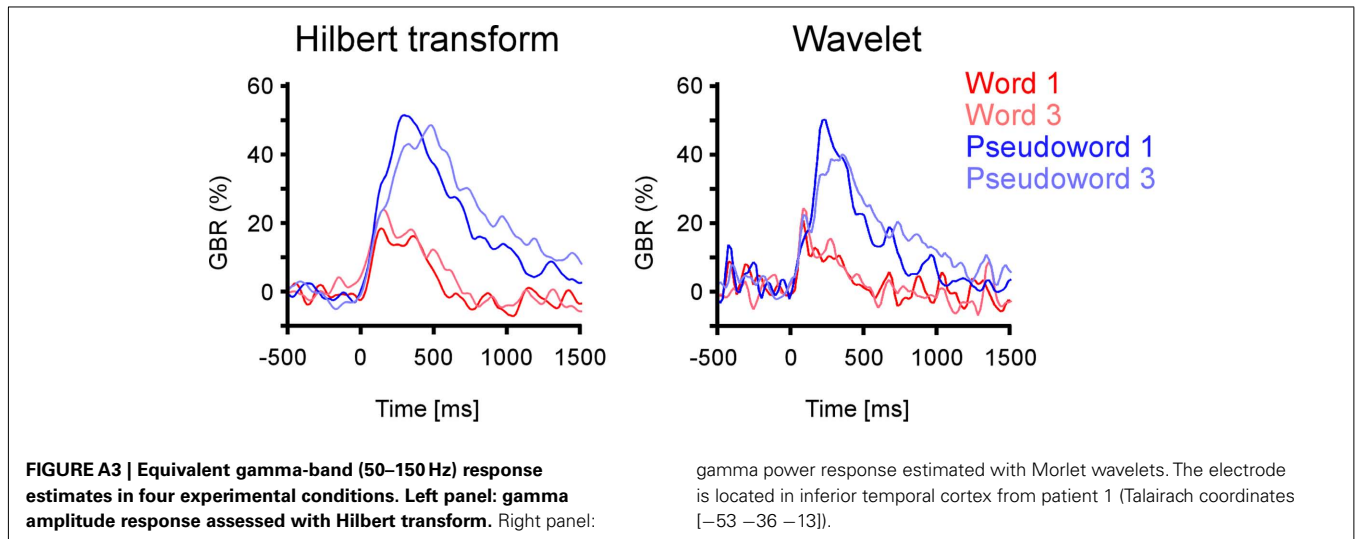 Hilbert transform
60
40
20
0
GBR (%)
-500 0 500 1000 1500
Time [ms]
Wavelet
60
40
20
0
GBR (%)
-500 0 500 1000 1500
Time [ms]
Word 1
Word 3
Pseudoword 1
Pseudoword 3
FIGURE A3 | Equivalent gamma-band (50–150 Hz) response
estimates in four experimental conditions. Left panel: gamma
amplitude response assessed with Hilbert transform. Right panel:
gamma power response estimated with Morlet wavelets. The electrode
is located in inferior temporal cortex from patient 1 (Talairach coordinates
[−53 −36 −13]).